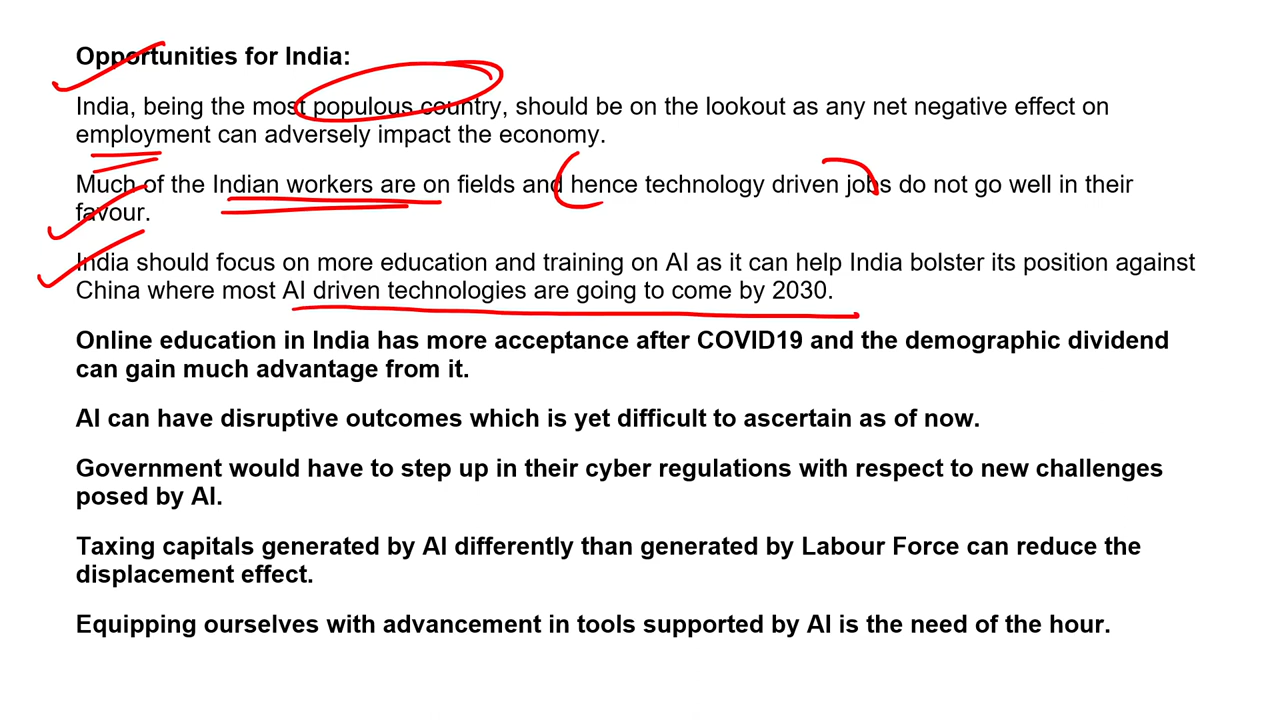 Opportunities for India:
India, being the most populous country, should be on the lookout as any net negative effect on
employment can adversely impact the economy.
Much of the Indian workers are on fields and hence technology driven jobs do not go well in their
favour.
India should focus on more education and training on AI as it can help India bolster its position against
China where most AI driven technologies are going to come by 2030.
Online education in India has more acceptance after COVID19 and the demographic dividend
can gain much advantage from it.
AI can have disruptive outcomes which is yet difficult to ascertain as of now.
Government would have to step up in their cyber regulations with respect to new challenges
posed by AI.
Taxing capitals generated by AI differently than generated by Labour Force can reduce the
displacement effect.
Equipping ourselves with advancement in tools supported by AI is the need of the hour.